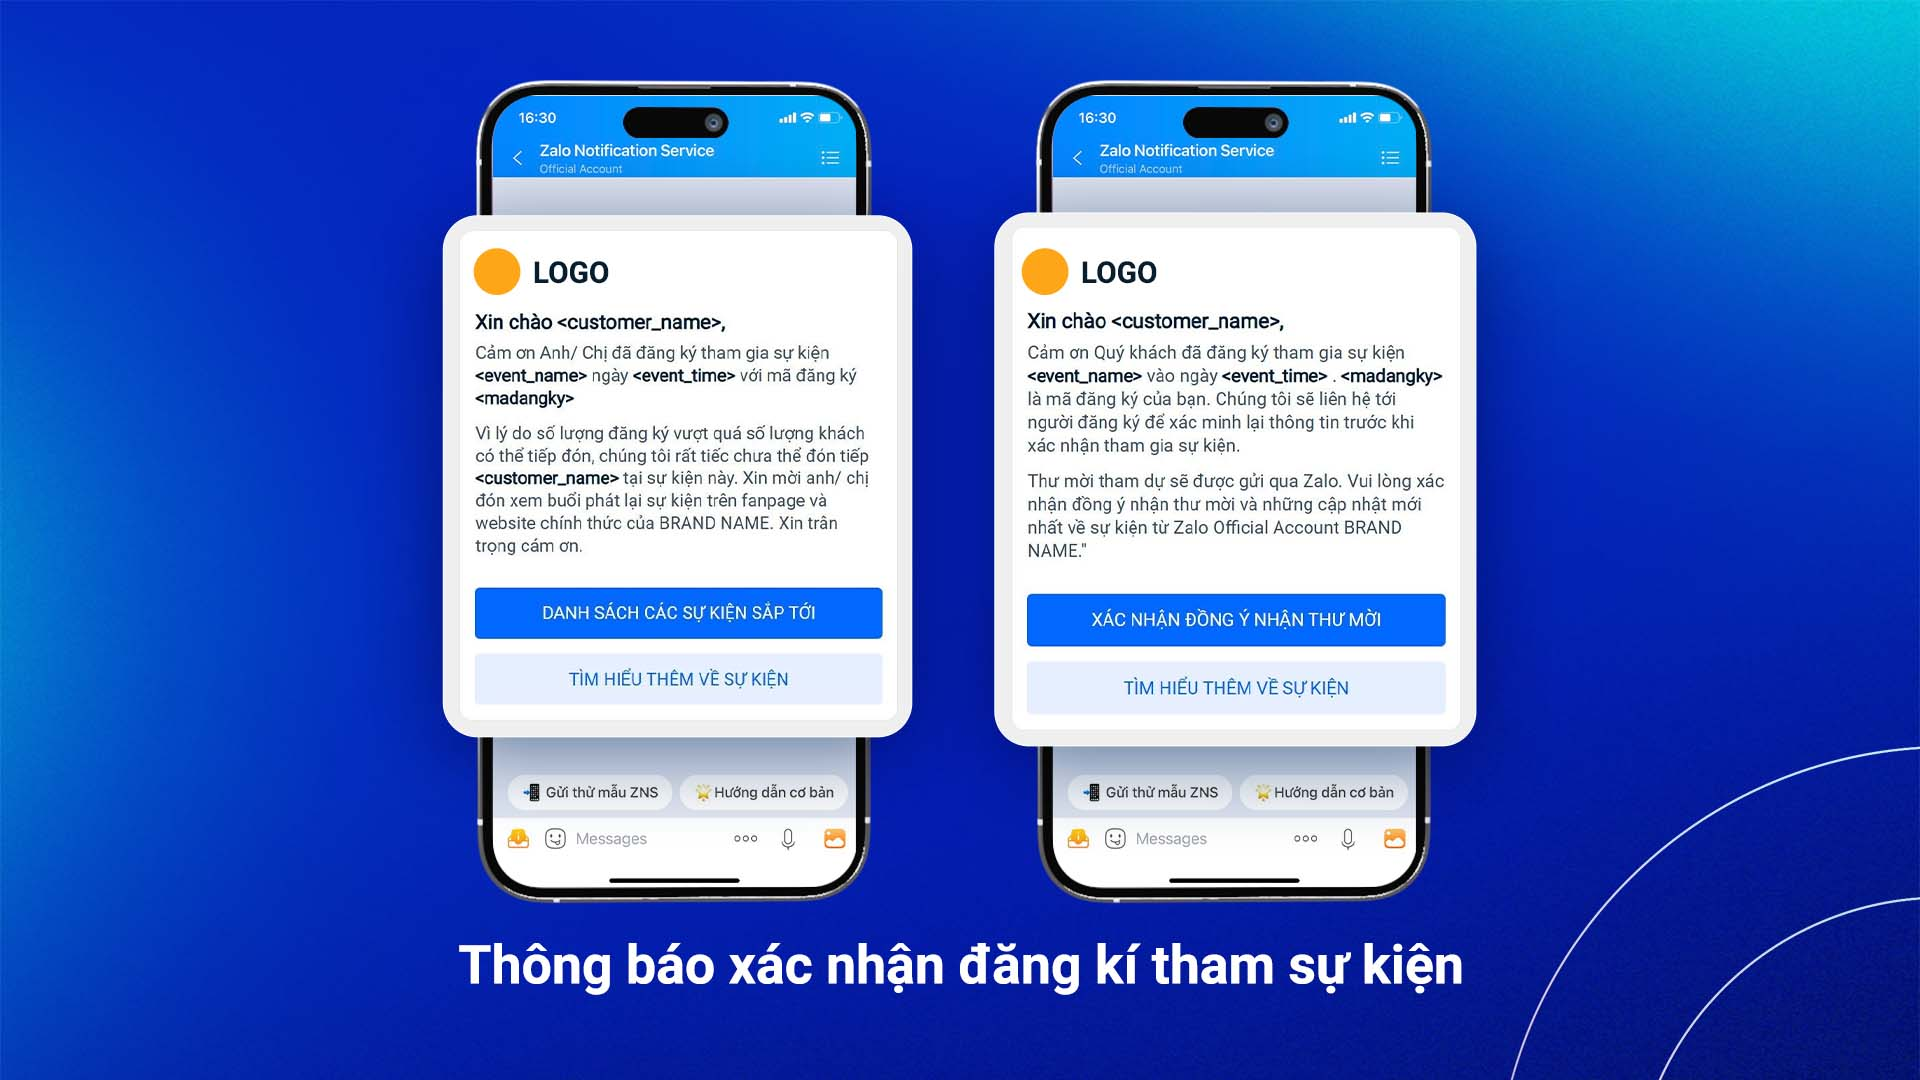 16:30
Zalo Notification Service
Official Account
LOGO
Xin chào <customer_name>,
Cảm ơn Anh/ Chị đã đăng ký tham gia sự kiện
<event_name> ngày <event_time> với mã đăng ký
<madangky>
Vì lý do số lượng đăng ký vượt quá số lượng khách
có thể tiếp đón, chúng tôi rất tiếc chưa thể đón tiếp
<customer_name> tại sự kiện này. Xin mời anh/ chị
đón xem buổi phát lại sự kiện trên fanpage và
website chính thức của BRAND NAME. Xin trân
trọng cám ơn.
DANH SÁCH CÁC SỰ KIỆN SẮP TỚI
TÌM HIỂU THÊM VỀ SỰ KIỆN
Gửi thử mẫu ZNS
Hướng dẫn cơ bản
Messages
16:30
Zalo Notification Service
Official Account
LOGO
Xin chào <customer_name>,
Cảm ơn Quý khách đã đăng ký tham gia sự kiện
<event_name> vào ngày <event_time> . <madangky>
là mã đăng ký của bạn. Chúng tôi sẽ liên hệ tới
người đăng ký để xác minh lại thông tin trước khi
xác nhận tham gia sự kiện.
Thư mời tham dự sẽ được gửi qua Zalo. Vui lòng xác
nhận đồng ý nhận thư mời và những cập nhật mới
nhất về sự kiện từ Zalo Official Account BRAND
NAME."
XÁC NHẬN ĐỒNG Ý NHẬN THƯ MỜI
TÌM HIỂU THÊM VỀ SỰ KIỆN
Gửi thử mẫu ZNS
Hướng dẫn cơ bản
Messages
Thông báo xác nhận đăng kí tham sự kiện